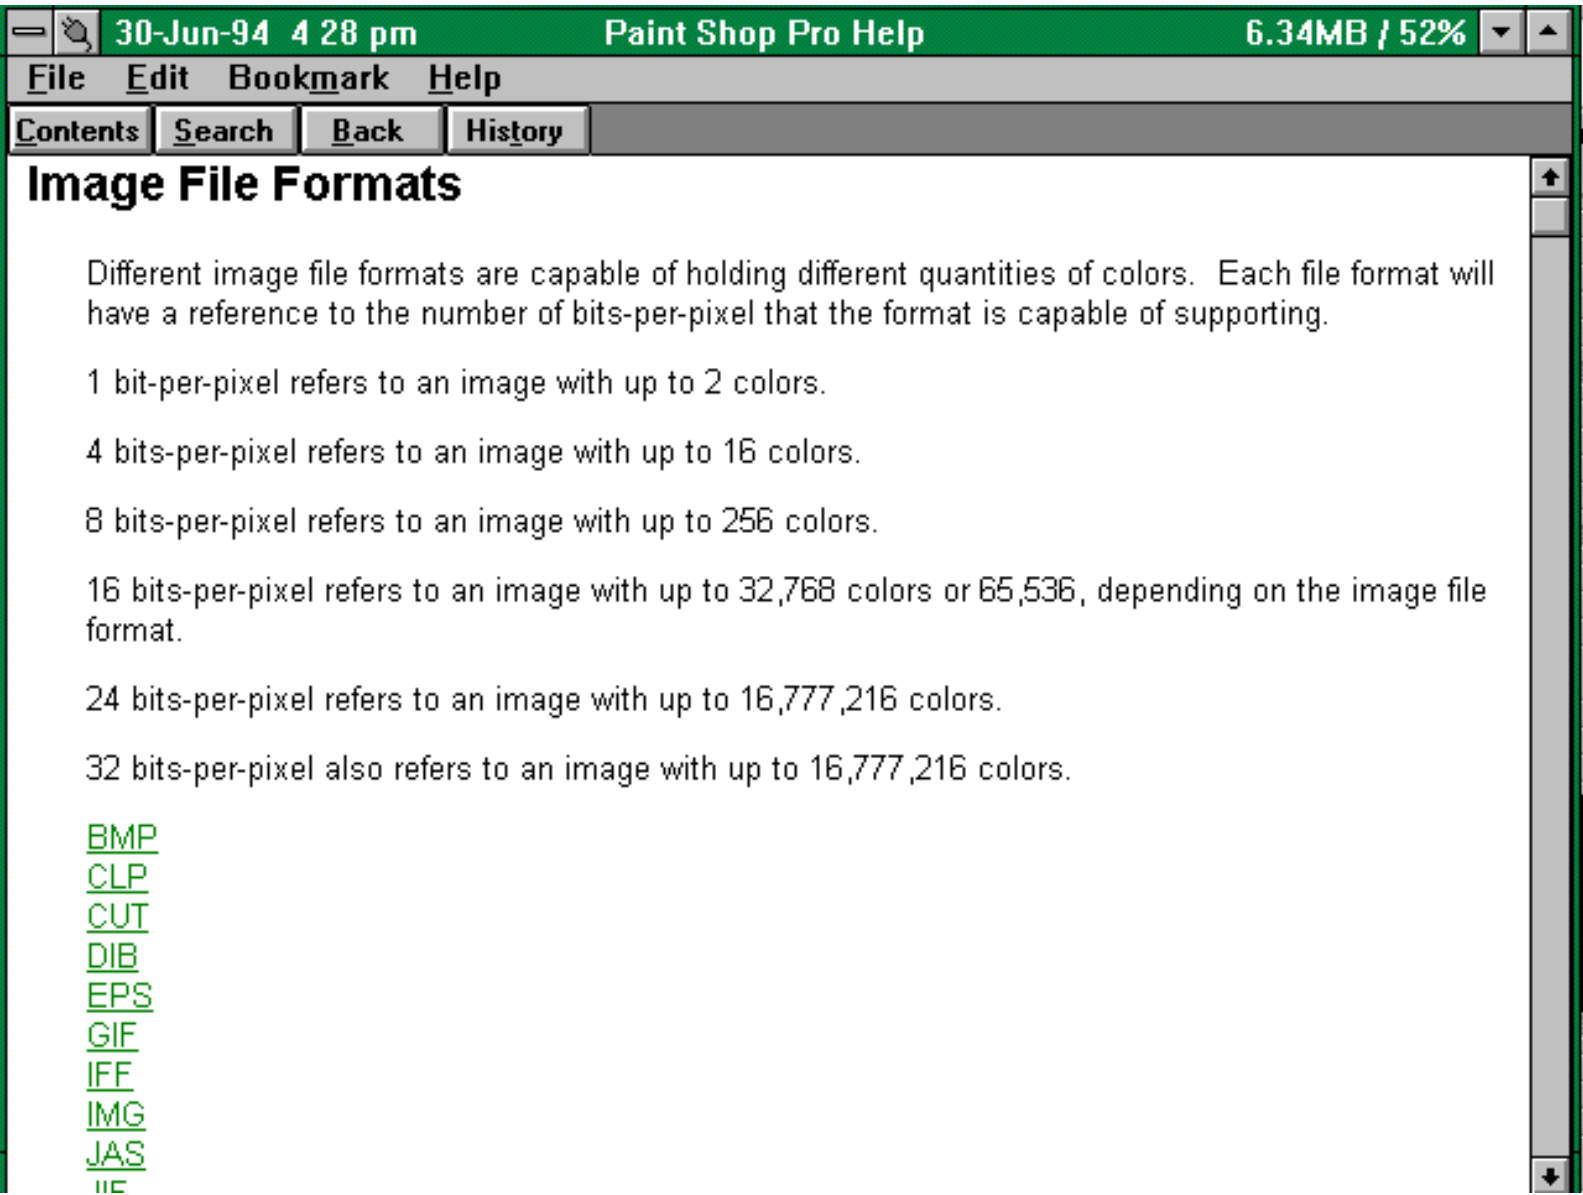 30-Jun-94 4 28 pm Paint Shop Pro Help 6.34MB / 52%
File Edit Bookmark Help
Contents Search Back History
Image File Formats
Different image file formats are capable of holding different quantities of colors. Each file format will
have a reference to the number of bits-per-pixel that the format is capable of supporting.
1 bit-per-pixel refers to an image with up to 2 colors.
4 bits-per-pixel refers to an image with up to 16 colors.
8 bits-per-pixel refers to an image with up to 256 colors.
16 bits-per-pixel refers to an image with up to 32,768 colors or 65,536, depending on the image file
format.
24 bits-per-pixel refers to an image with up to 16,777,216 colors.
32 bits-per-pixel also refers to an image with up to 16,777,216 colors.
BMP
CLP
CUT
DIB
EPS
GIF
IFF
IMG
JAS